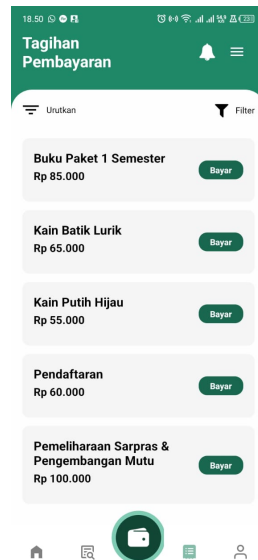 18.50
Tagihan
Pembayaran
Urutkan
Filter
Buku Paket 1 Semester
Rp 85.000
Bayar
Kain Batik Lurik
Rp 65.000
Bayar
Kain Putih Hijau
Rp 55.000
Bayar
Pendaftaran
Rp 60.000
Bayar
Pemeliharaan Sarpras &
Pengembangan Mutu
Rp 100.000
Bayar